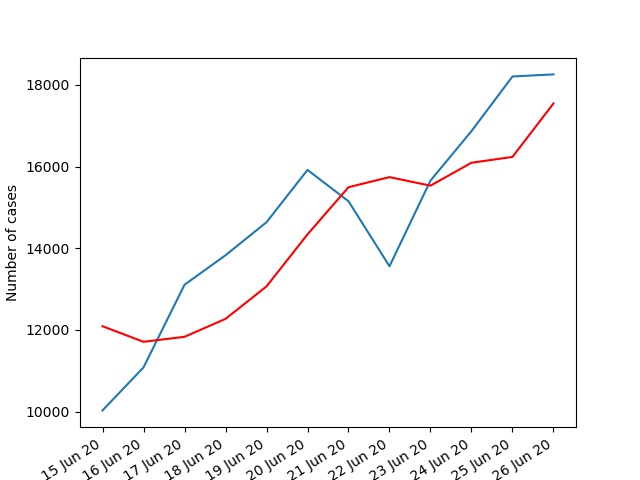 Number of cases
18000
16000
14000
12000
10000
15 Jun 20
16 Jun 20
17 Jun 20
18 Jun 20
19 Jun 20
20 Jun 20
21 Jun 20
22 Jun 20
23 Jun 20
24 Jun 20
25 Jun 20
26 Jun 20